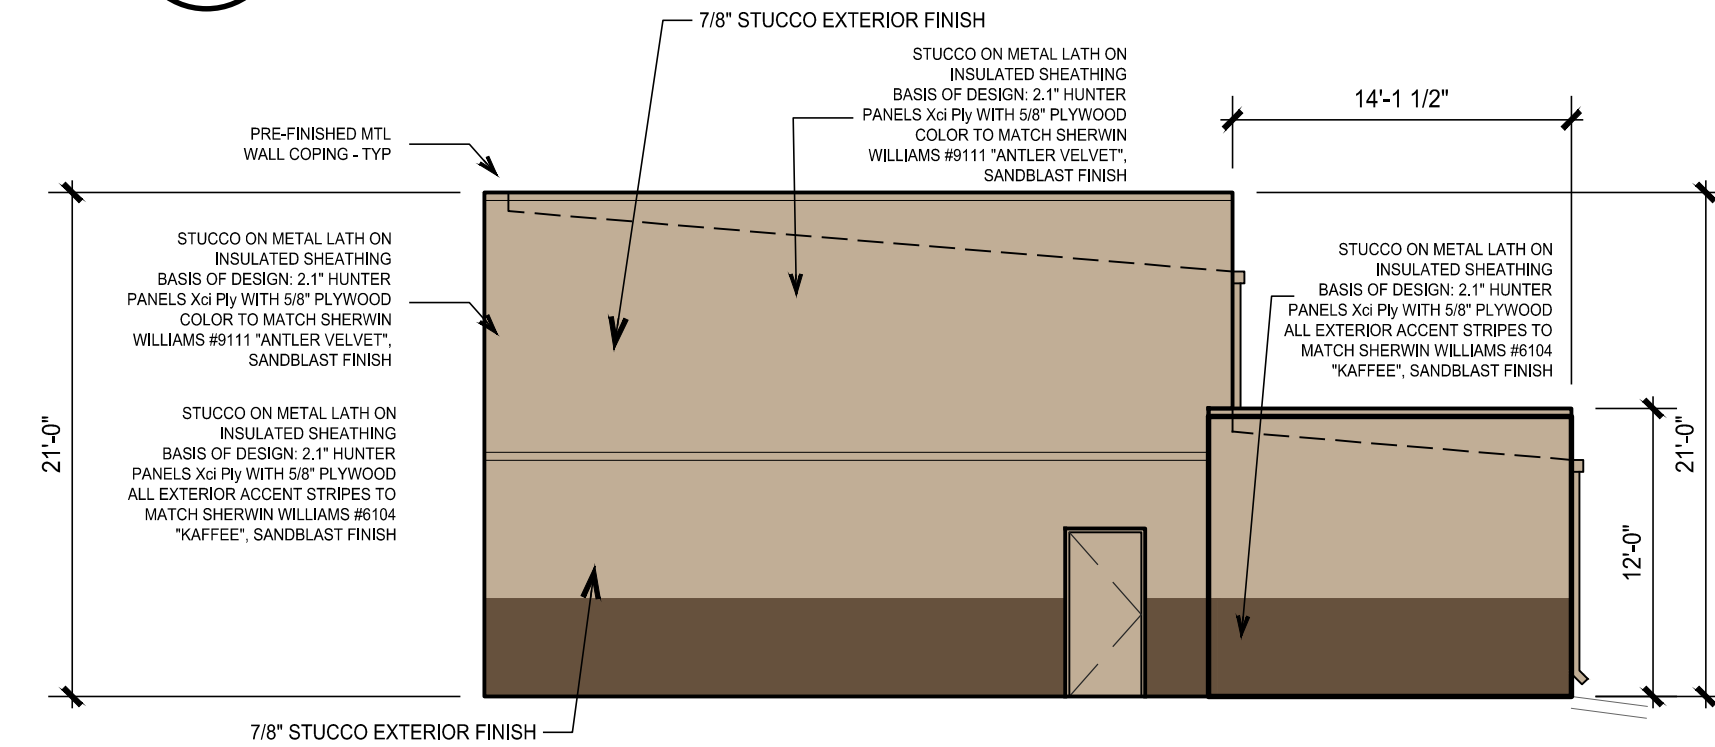 7/8" STUCCO EXTERIOR FINISH
STUCCO ON METAL LATH ON
INSULATED SHEATHING
BASIS OF DESIGN: 2.1" HUNTER
PANELS Xci Ply WITH 5/8" PLYWOOD
COLOR TO MATCH SHERWIN
WILLIAMS #9111 "ANTLER VELVET",
SANDBLAST FINISH
14'-1 1/2"
PRE-FINISHED MTL
WALL COPING - TYP
STUCCO ON METAL LATH ON
INSULATED SHEATHING
BASIS OF DESIGN: 2.1" HUNTER
PANELS Xci Ply WITH 5/8" PLYWOOD
COLOR TO MATCH SHERWIN
WILLIAMS #9111 "ANTLER VELVET",
SANDBLAST FINISH
STUCCO ON METAL LATH ON
INSULATED SHEATHING
BASIS OF DESIGN: 2.1" HUNTER
PANELS Xci Ply WITH 5/8" PLYWOOD
ALL EXTERIOR ACCENT STRIPES TO
MATCH SHERWIN WILLIAMS #6104
"KAFFEE", SANDBLAST FINISH
STUCCO ON METAL LATH ON
INSULATED SHEATHING
BASIS OF DESIGN: 2.1" HUNTER
PANELS Xci Ply WITH 5/8" PLYWOOD
ALL EXTERIOR ACCENT STRIPES TO
MATCH SHERWIN WILLIAMS #6104
"KAFFEE", SANDBLAST FINISH
21'-0"
21'-0"
12'-0"
7/8" STUCCO EXTERIOR FINISH